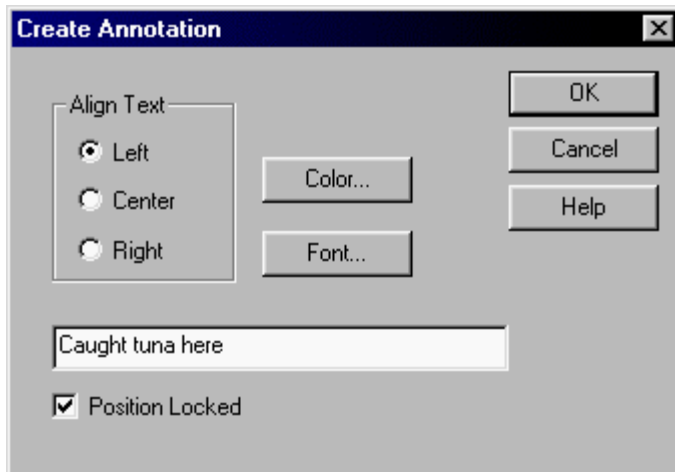 Create Annotation
Align Text
Left
Center
Right
Color...
Font...
OK
Cancel
Help
Caught tuna here
Position Locked